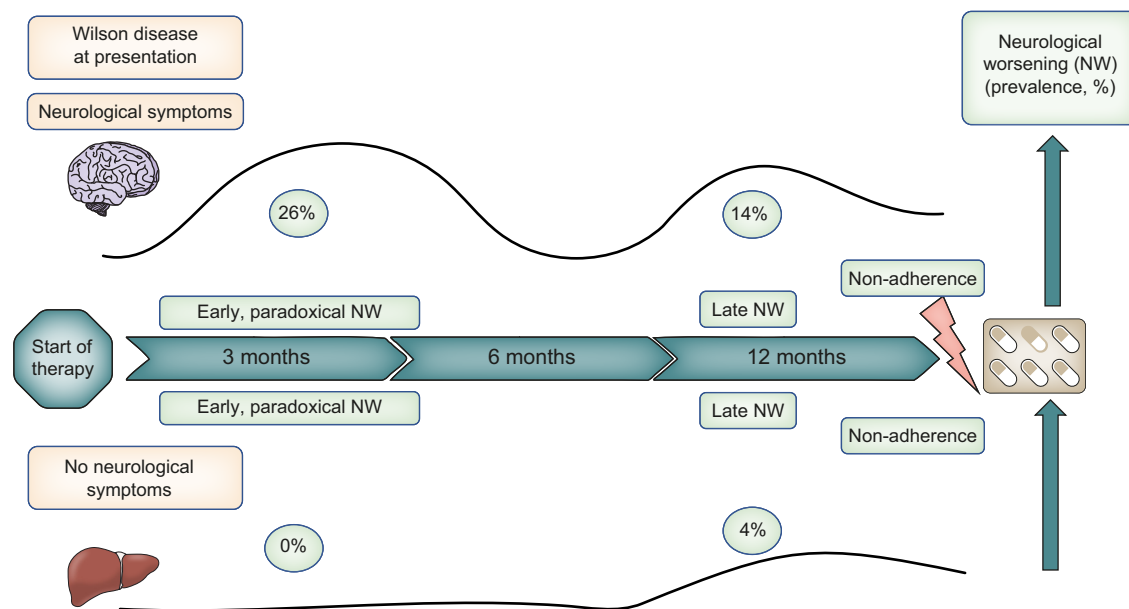 Wilson disease
at presentation
Neurological symptoms
Neurological
worsening (NW)
(prevalence, %)
26%
14%
Non-adherence
Early, paradoxical NW
Late NW
Start of
therapy
3 months
6 months
12 months
Early, paradoxical NW
Late NW
Non-adherence
No neurological
symptoms
0%
4%